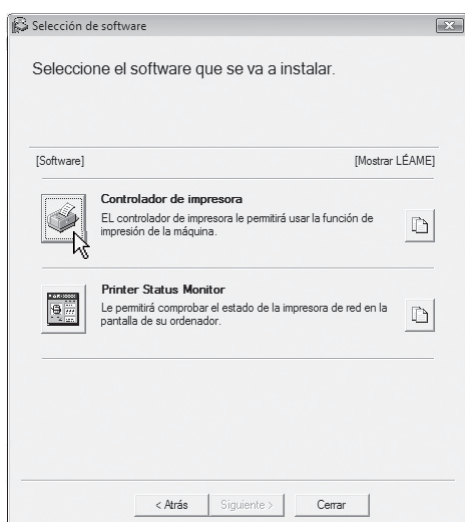 Selección de software
Seleccione el software que se va a instalar.
[Software] [Mostrar LÉAME]
Controlador de impresora
EL controlador de impresora le permitirá usar la función de
impresión de la máquina.
Printer Status Monitor
Le permitirá comprobar el estado de la impresora de red en la
pantalla de su ordenador.
< Atrás Siguiente > Cerrar